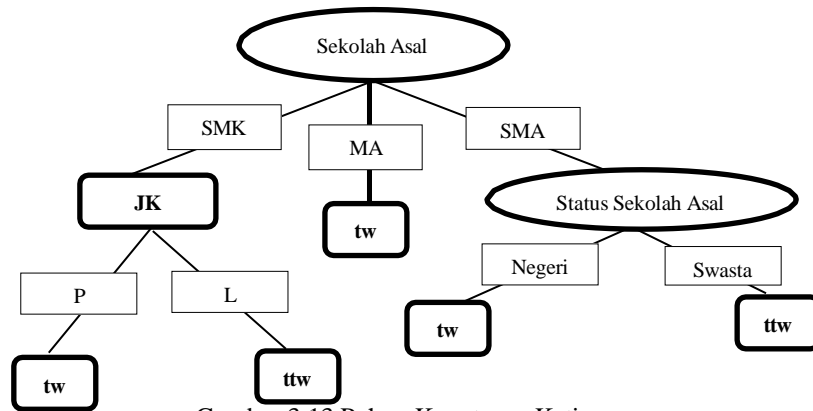 Sekolah Asal
SMK
MA
SMA
JK
tw
Status Sekolah Asal
P
L
Negeri
Swasta
tw
ttw
tw
ttw